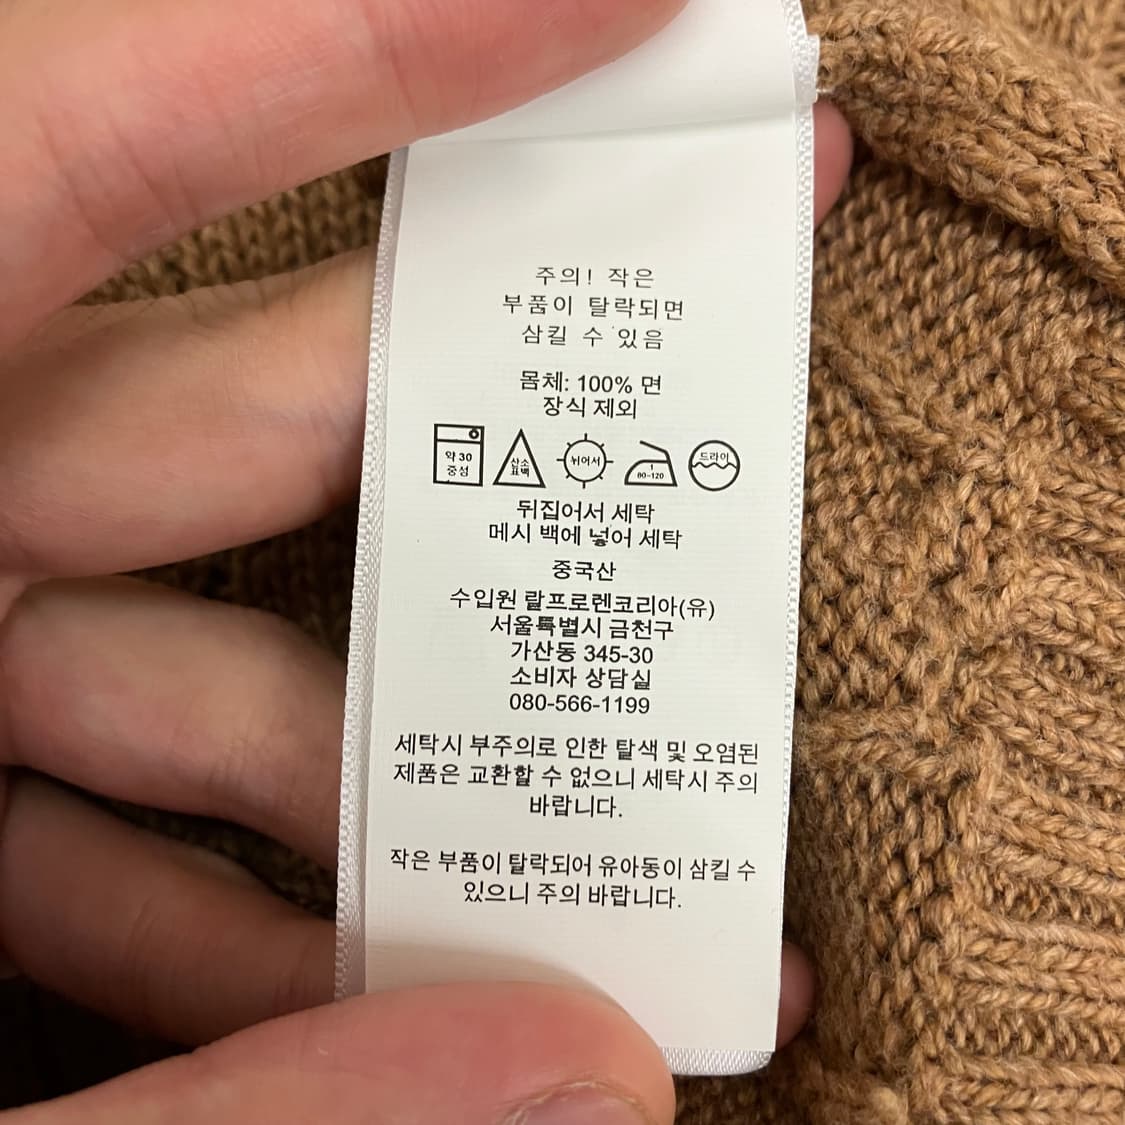 주의! 작은
부품이 탈락되면
삼킬 수 있음
몸체: 100% 면
장식 제외
약 30
중성
산소
표백
뉘어서
1
80-120
드라이
뒤집어서 세탁
메시 백에 넣어 세탁
중국산
수입원 랄프로렌코리아(유)
서울특별시 금천구
가산동 345-30
소비자 상담실
080-566-1199
세탁시 부주의로 인한 탈색 및 오염된
제품은 교환할 수 없으니 세탁시 주의
바랍니다.
작은 부품이 탈락되어 유아동이 삼킬 수
있으니 주의 바랍니다.